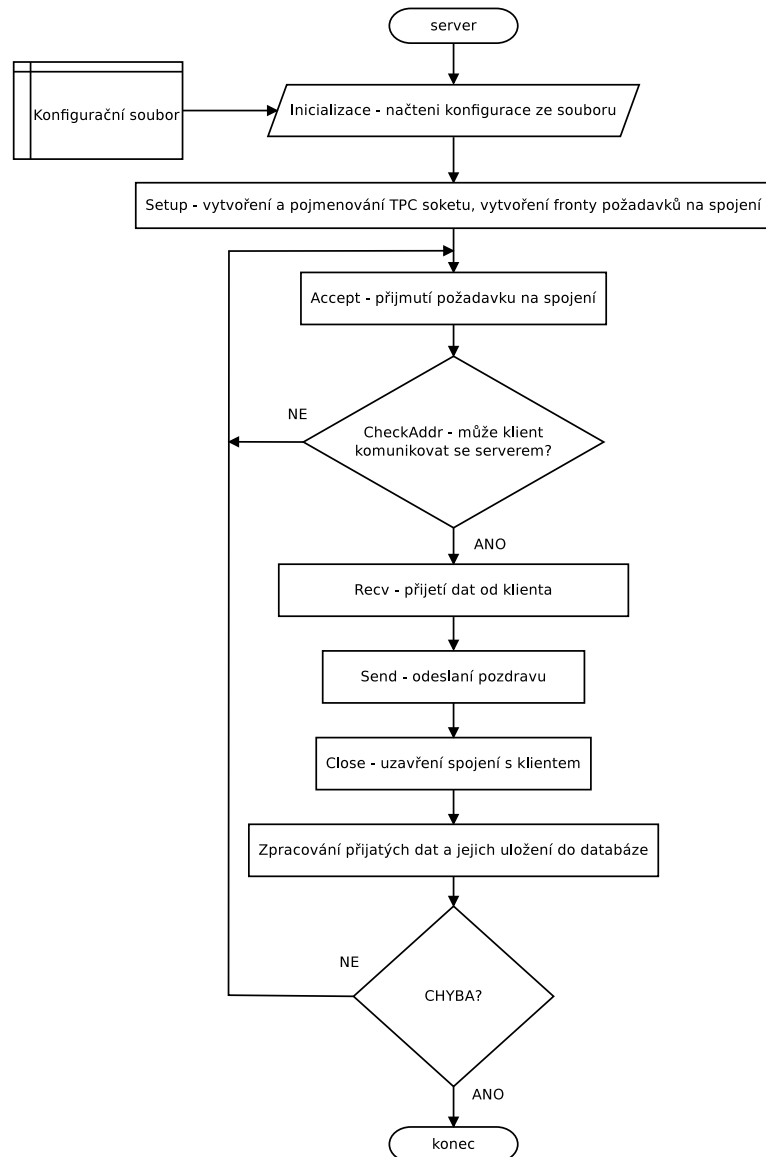 server
Konfigurační soubor
Inicializace - načteni konfigurace ze souboru
Setup - vytvoření a pojmenování TPC soketu, vytvoření fronty požadavků na spojení
Accept - přijmutí požadavku na spojení
NE
CheckAddr - může klient
komunikovat se serverem?
ANO
Recv - přijetí dat od klienta
Send - odeslaní pozdravu
Close - uzavření spojení s klientem
Zpracování přijatých dat a jejich uložení do databáze
NE
CHYBA?
ANO
konec